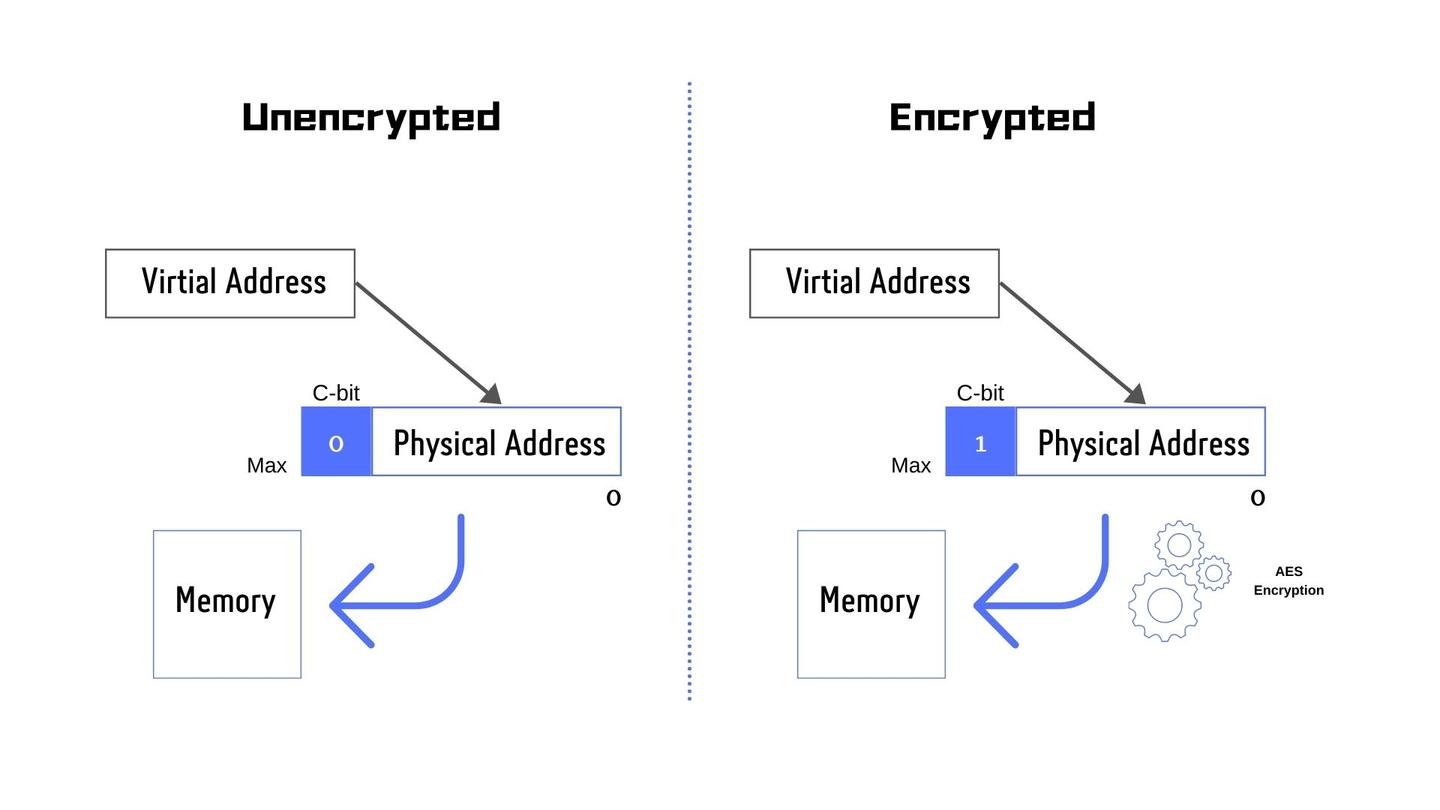 Unencrypted
Virtial Address
C-bit
0
Physical Address
Max
0
Memory
Encrypted
Virtial Address
C-bit
1
Physical Address
Max
0
Memory
AES
Encryption